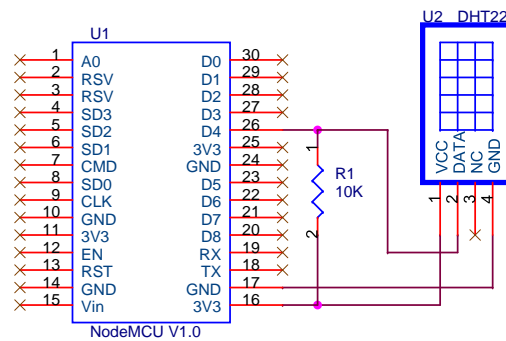 U1
U2 DHT22
1 A0 D0 30
2 RSV D1 29
3 RSV D2 28
4 SD3 D3 27
5 SD2 D4 26
6 SD1 3V3 25
7 CMD GND 24
8 SD0 D5 23
9 CLK D6 22
10 GND D7 21
11 3V3 D8 20
12 EN RX 19
13 RST TX 18
14 GND GND 17
15 Vin 3V3 16
NodeMCU V1.0
1
R1
10K
2
VCC
DATA
NC
GND
1
2
3
4